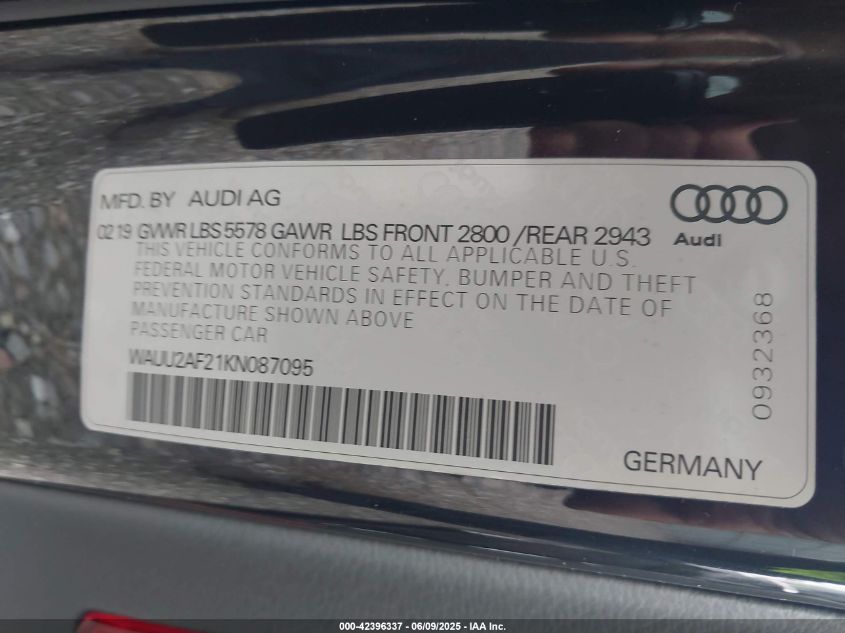 MFD. BY AUDI AG
Audi
02 19 GVWR LBS 5578 GAWR LBS FRONT 2800 /REAR 2943
THIS VEHICLE CONFORMS TO ALL APPLICABLE U.S.
FEDERAL MOTOR VEHICLE SAFETY, BUMPER AND THEFT
PREVENTION STANDARDS IN EFFECT ON THE DATE OF
MANUFACTURE SHOWN ABOVE
PASSENGER CAR
WAUU2AF21KN087095
0932368
GERMANY
000-42396337 - 06/09/2025 - IAA Inc.